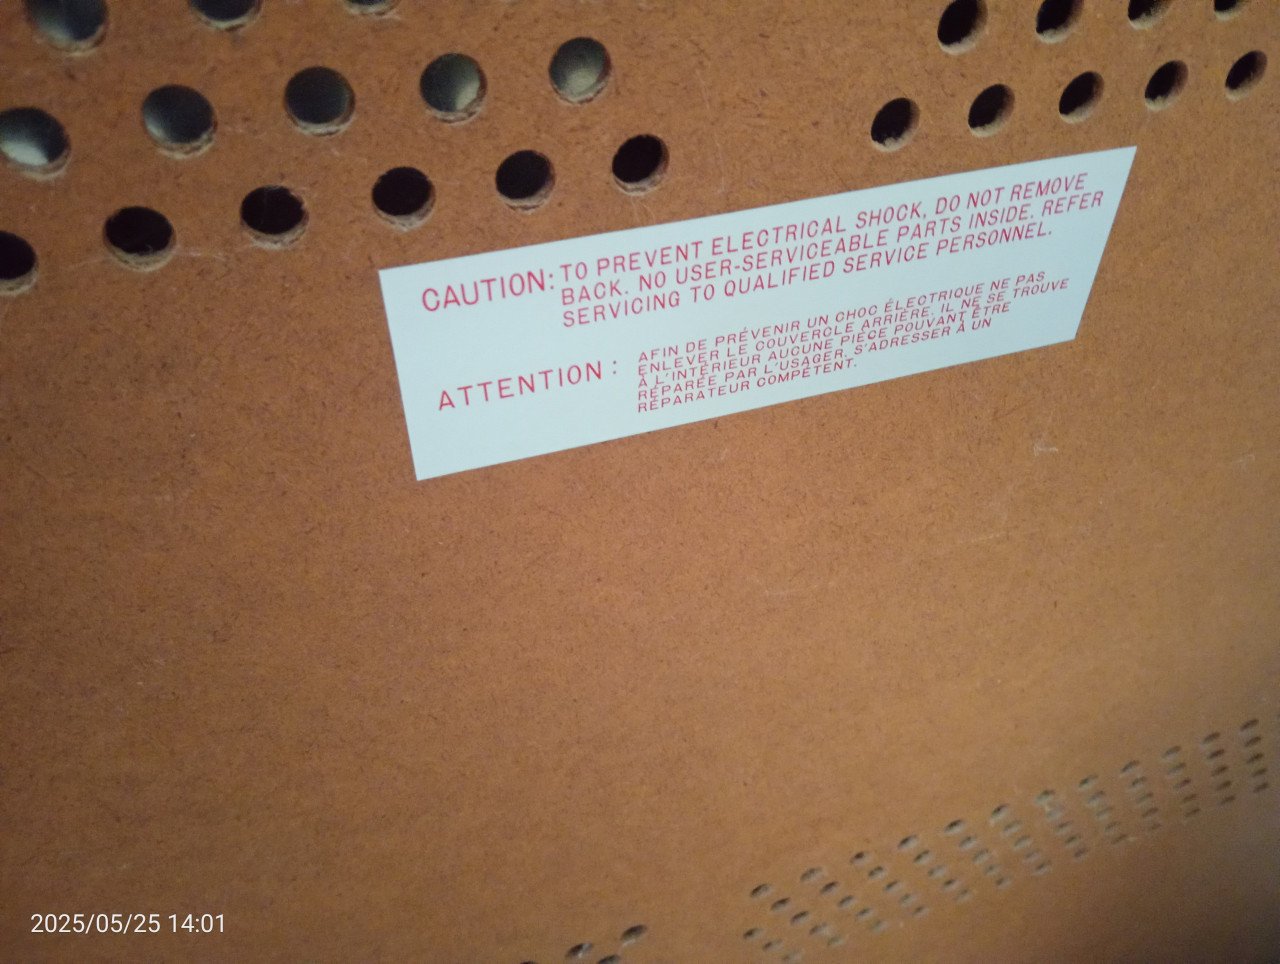 CAUTION: TO PREVENT ELECTRICAL SHOCK, DO NOT REMOVE
BACK. NO USER-SERVICEABLE PARTS INSIDE. REFER
SERVICING TO QUALIFIED SERVICE PERSONNEL.
ATTENTION : AFIN DE PRÉVENIR UN CHOC ÉLECTRIQUE NE PAS
ENLEVER LE COUVERCLE ARRIÈRE. IL NE SE TROUVE
À L'INTÉRIEUR AUCUNE PIÈCE POUVANT ÊTRE
RÉPARÉE PAR L'USAGER. S'ADRESSER À UN
RÉPARATEUR COMPÉTENT.
2025/05/25 14:01